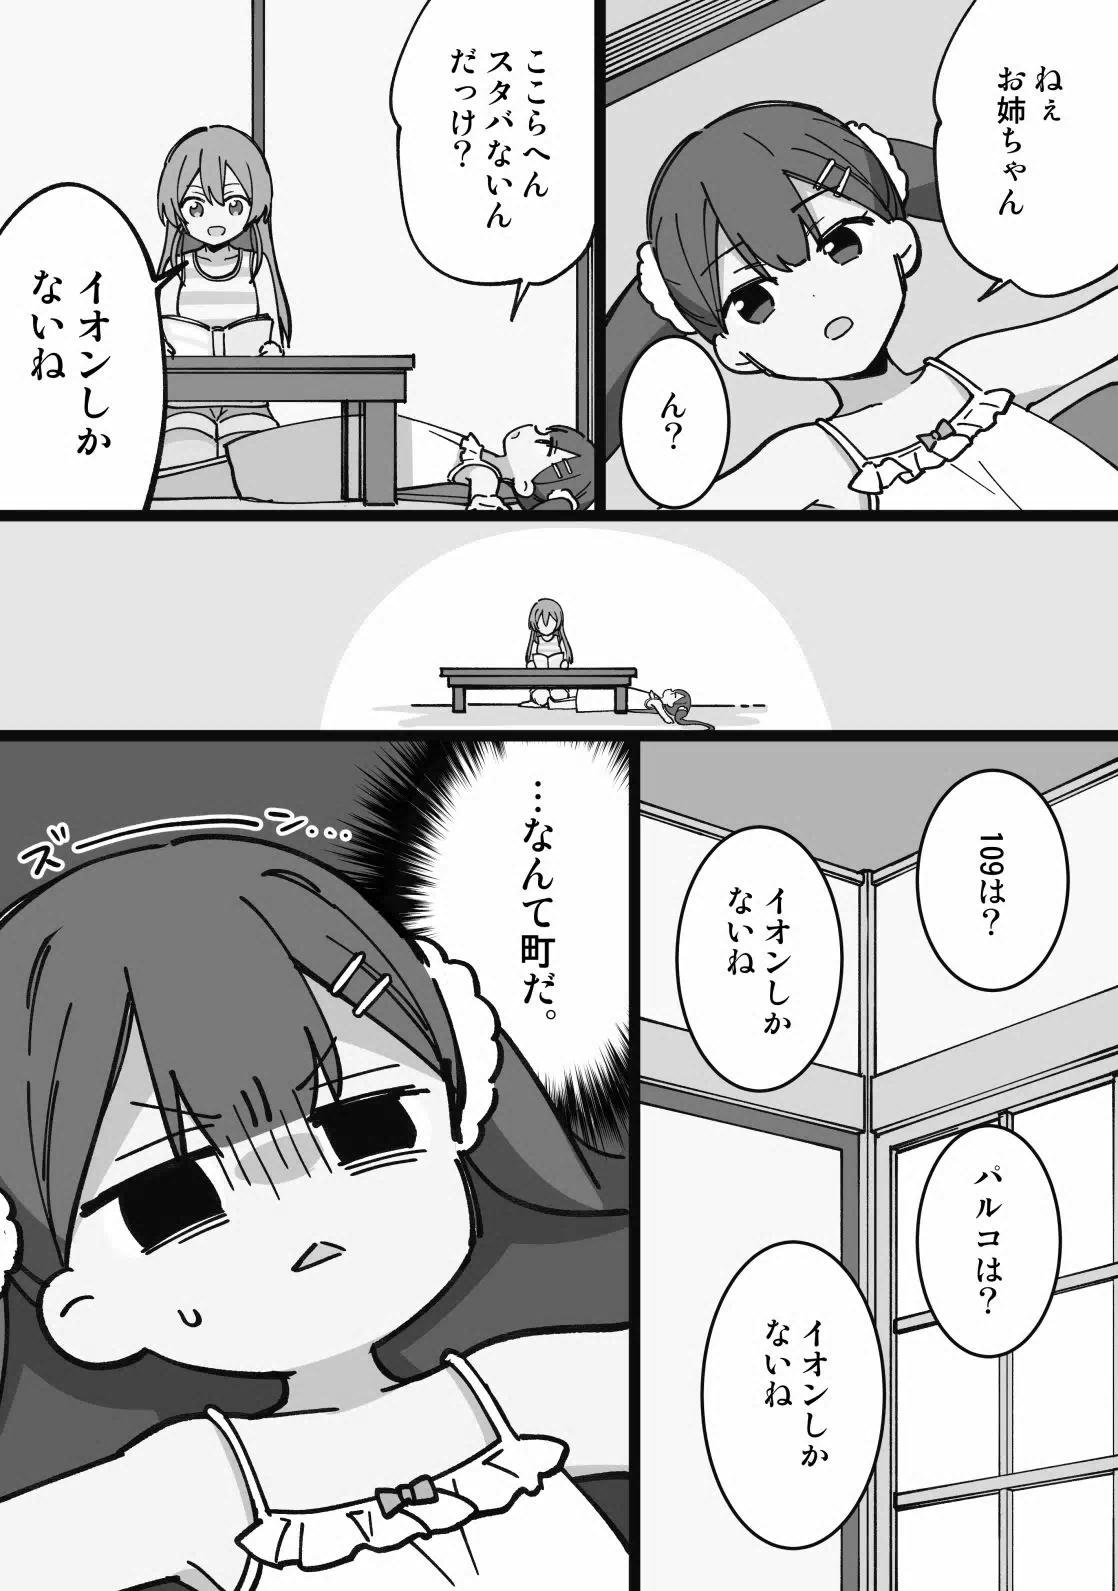 ねぇ
お姉ちゃん
ん?
ここらへん
スタバないん
だっけ?
イオンしか
ないね
109は?
イオンしか
ないね
パルコは?
イオンしか
ないね
…なんて町だ。
ズーン…